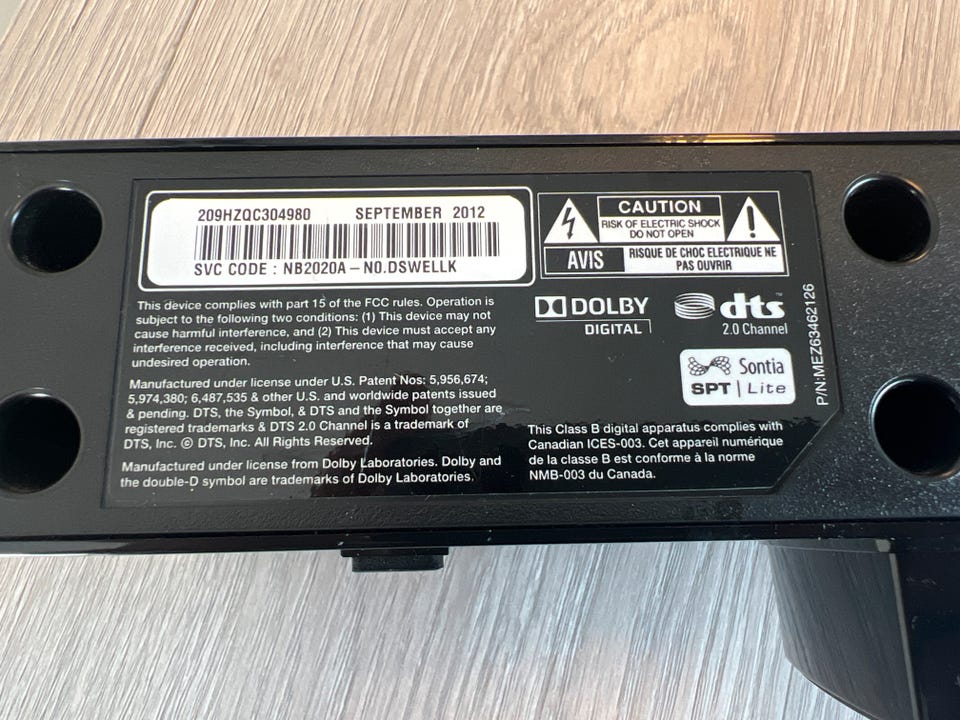 209HZQC304980 SEPTEMBER 2012
SVC CODE : NB2020A – N0.DSWELLK
CAUTION
RISK OF ELECTRIC SHOCK
DO NOT OPEN
AVIS
RISQUE DE CHOC ELECTRIQUE NE
PAS OUVRIR
This device complies with part 15 of the FCC rules. Operation is
subject to the following two conditions: (1) This device may not
cause harmful interference, and (2) This device must accept any
interference received, including interference that may cause
undesired operation.
Manufactured under license under U.S. Patent Nos: 5,956,674;
5,974,380; 6,487,535 & other U.S. and worldwide patents issued
& pending. DTS, the Symbol, & DTS and the Symbol together are
registered trademarks & DTS 2.0 Channel is a trademark of
DTS, Inc. © DTS, Inc. All Rights Reserved.
Manufactured under license from Dolby Laboratories. Dolby and
the double-D symbol are trademarks of Dolby Laboratories.
DOLBY
DIGITAL
dts™
2.0 Channel
Sontia
SPT | Lite
This Class B digital apparatus complies with
Canadian ICES-003. Cet appareil numérique
de la classe B est conforme à la norme
NMB-003 du Canada.
P/N:MEZ63462126